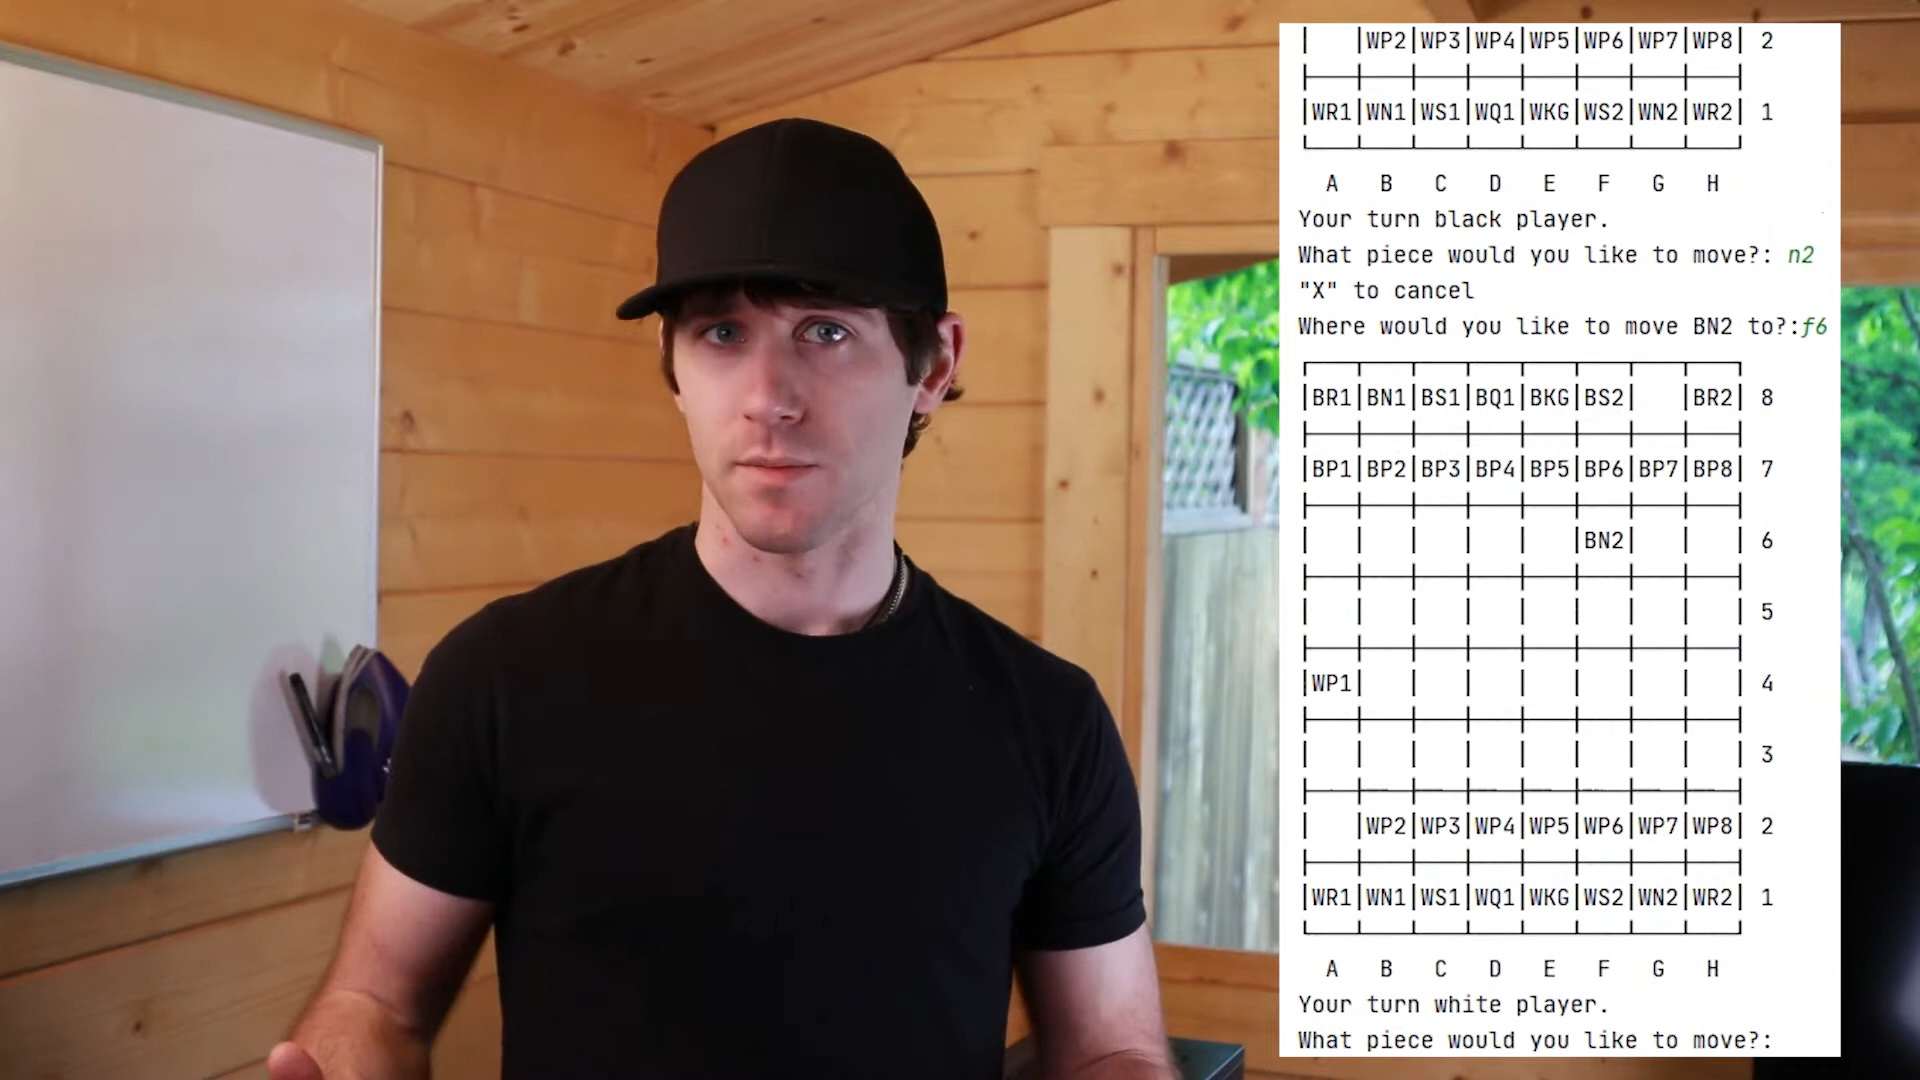 | |WP2|WP3|WP4|WP5|WP6|WP7|WP8| 2
|WR1|WN1|WS1|WQ1|WKG|WS2|WN2|WR2| 1
A B C D E F G H
Your turn black player.
What piece would you like to move?: n2
"X" to cancel
Where would you like to move BN2 to?:f6
|BR1|BN1|BS1|BQ1|BKG|BS2| |BR2| 8
|BP1|BP2|BP3|BP4|BP5|BP6|BP7|BP8| 7
| | | | | |BN2| | | 6
| | | | | | | | | 5
|WP1| | | | | | | | 4
| | | | | | | | | 3
| |WP2|WP3|WP4|WP5|WP6|WP7|WP8| 2
|WR1|WN1|WS1|WQ1|WKG|WS2|WN2|WR2| 1
A B C D E F G H
Your turn white player.
What piece would you like to move?: